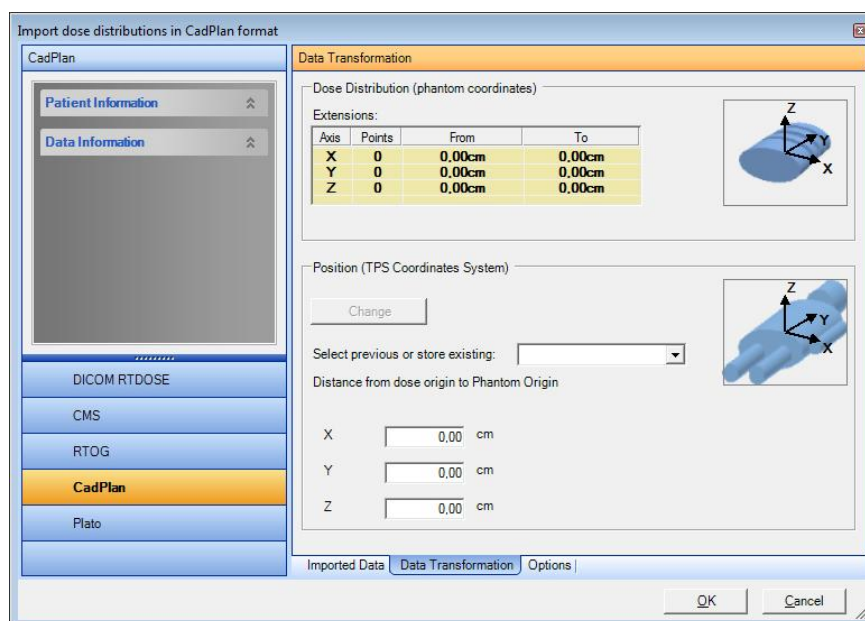 Import dose distributions in CadPlan format
CadPlan
Patient Information
Data Information
DICOM RTDOSE
CMS
RTOG
CadPlan
Plato
Data Transformation
Dose Distribution (phantom coordinates)
Extensions:
Axis Points From To
X 0 0,00cm 0,00cm
Y 0 0,00cm 0,00cm
Z 0 0,00cm 0,00cm
Z
Y
X
Position (TPS Coordinates System)
Change
Select previous or store existing:
Distance from dose origin to Phantom Origin
X 0,00 cm
Y 0,00 cm
Z 0,00 cm
Z
Y
X
Imported Data Data Transformation Options
OK Cancel